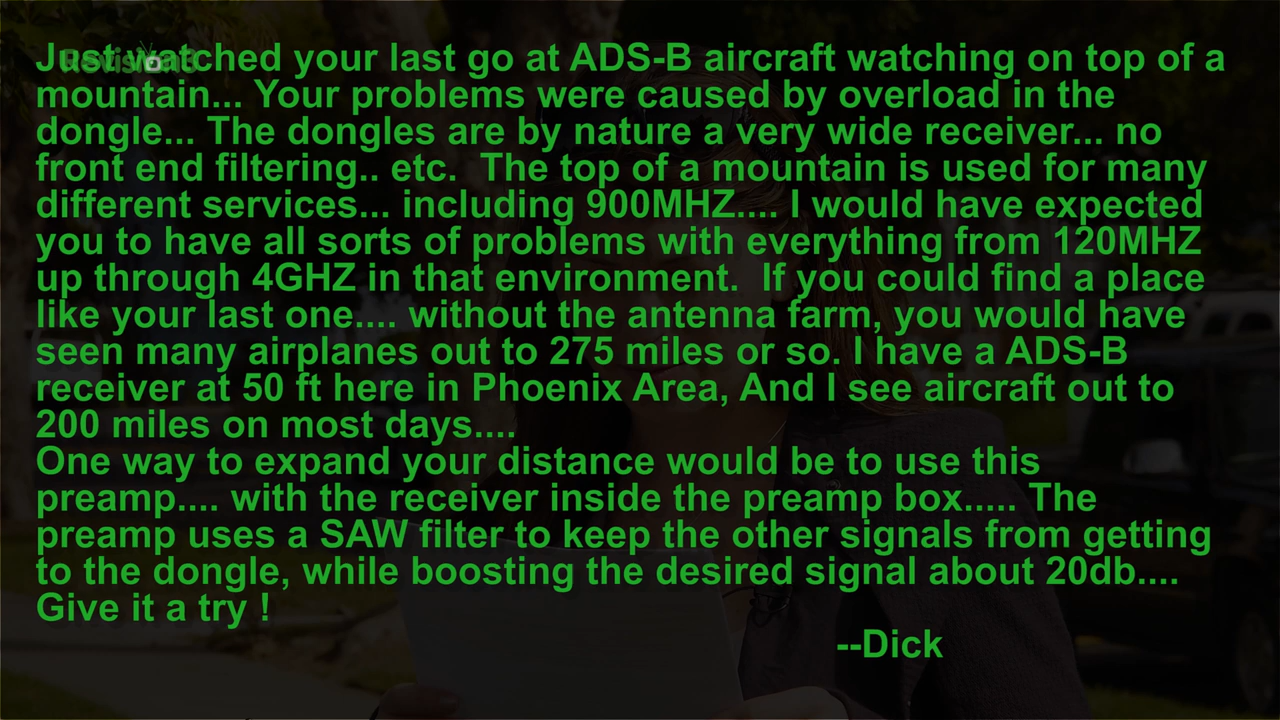 Just watched your last go at ADS-B aircraft watching on top of a
mountain... Your problems were caused by overload in the
dongle... The dongles are by nature a very wide receiver... no
front end filtering.. etc.  The top of a mountain is used for many
different services... including 900MHZ.... I would have expected
you to have all sorts of problems with everything from 120MHZ
up through 4GHZ in that environment.  If you could find a place
like your last one.... without the antenna farm, you would have
seen many airplanes out to 275 miles or so. I have a ADS-B
receiver at 50 ft here in Phoenix Area, And I see aircraft out to
200 miles on most days....
One way to expand your distance would be to use this
preamp.... with the receiver inside the preamp box..... The
preamp uses a SAW filter to keep the other signals from getting
to the dongle, while boosting the desired signal about 20db....
Give it a try !
--Dick